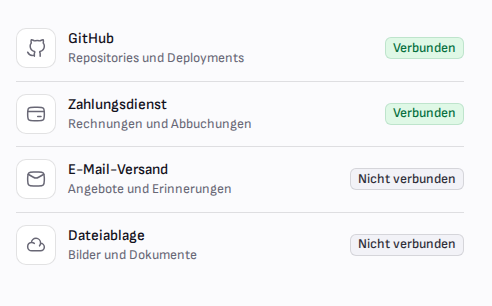 GitHub
Verbunden
Repositories und Deployments
Zahlungsdienst
Verbunden
Rechnungen und Abbuchungen
E-Mail-Versand
Nicht verbunden
Angebote und Erinnerungen
Dateiablage
Nicht verbunden
Bilder und Dokumente